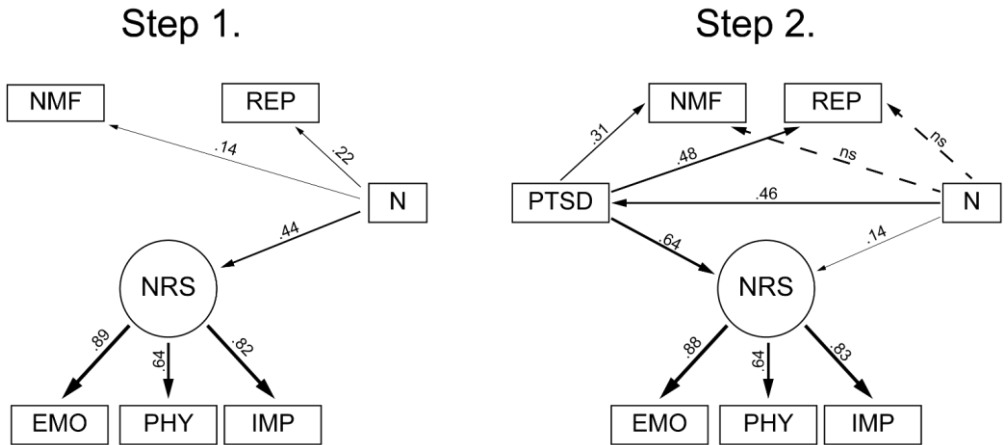 Step 1.
NMF
REP
.14
.22
N
.44
NRS
.89
.64
.82
EMO
PHY
IMP
Step 2.
NMF
REP
.31
.48
ns
ns
PTSD
.46
N
.64
.14
NRS
.88
.64
.83
EMO
PHY
IMP